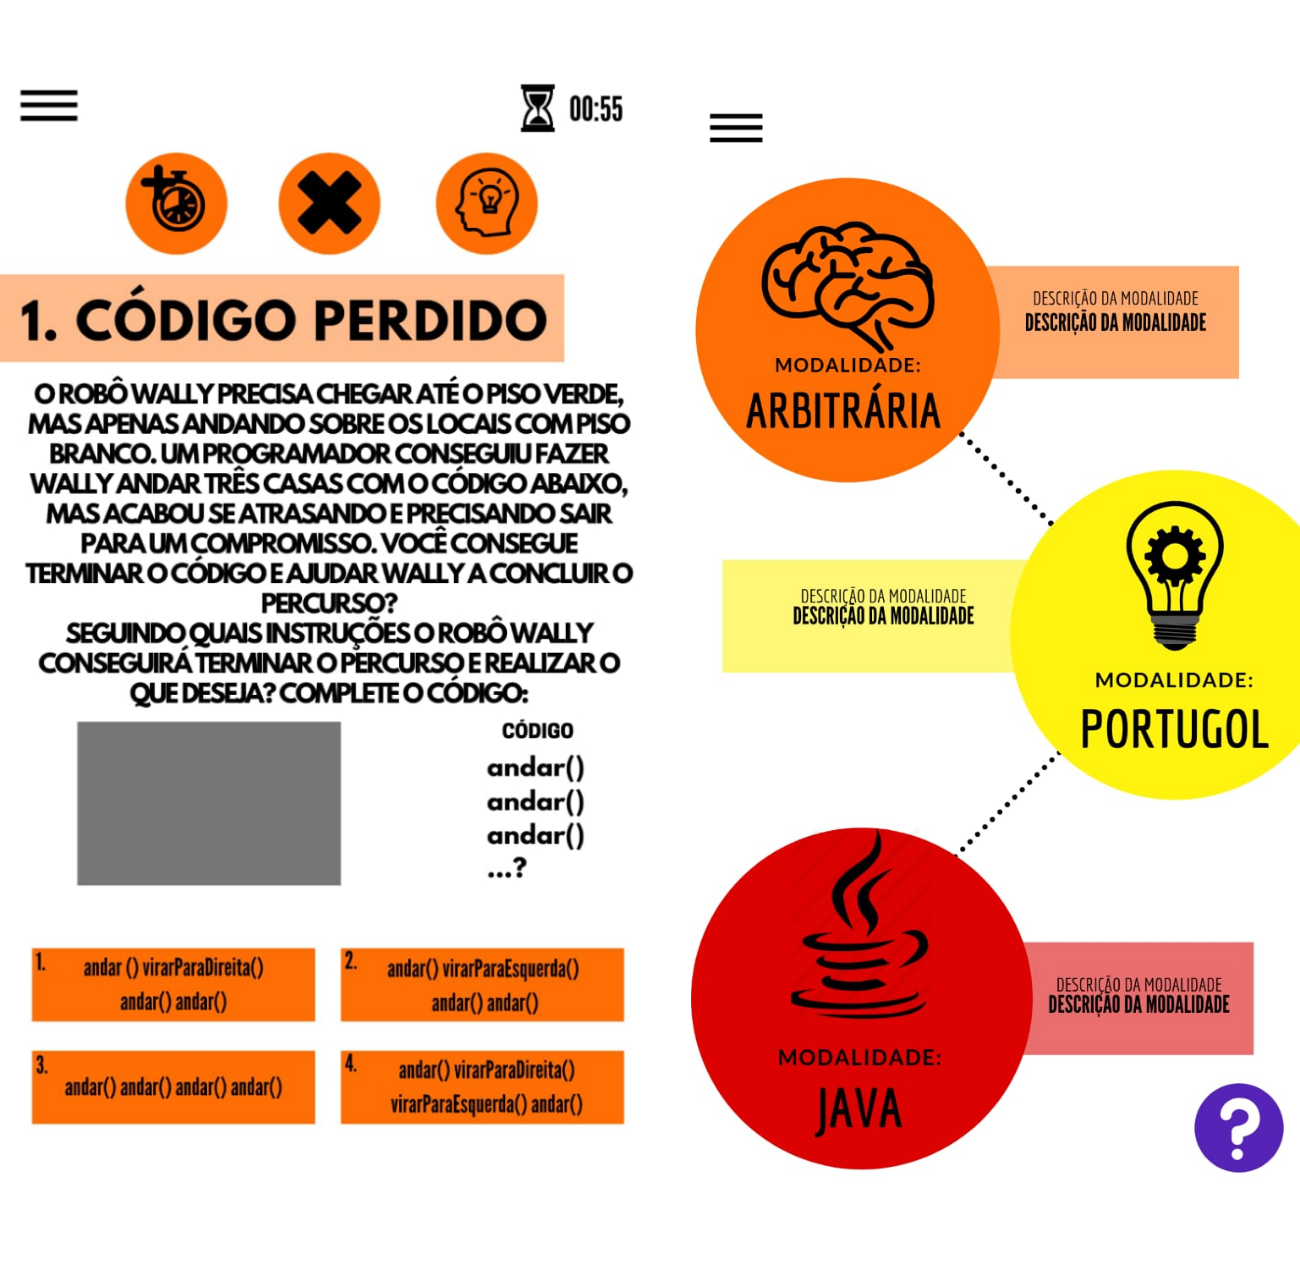 00:55
1. CÓDIGO PERDIDO
O ROBÔ WALLY PRECISA CHEGAR ATÉ O PISO VERDE,
MAS APENAS ANDANDO SOBRE OS LOCAIS COM PISO
BRANCO. UM PROGRAMADOR CONSEGUIU FAZER
WALLY ANDAR TRÊS CASAS COM O CÓDIGO ABAIXO,
MAS ACABOU SE ATRASANDO E PRECISANDO SAIR
PARA UM COMPROMISSO. VOCÊ CONSEGUE
TERMINAR O CÓDIGO E AJUDAR WALLY A CONCLUIR O
PERCURSO?
SEGUINDO QUAIS INSTRUÇÕES O ROBÔ WALLY
CONSEGUIRÁ TERMINAR O PERCURSO E REALIZAR O
QUE DESEJA? COMPLETE O CÓDIGO:
CÓDIGO
andar()
andar()
andar()
...?
1. andar () virarParaDireita()
andar() andar()
2. andar() virarParaEsquerda()
andar() andar()
3. andar() andar() andar() andar()
4. andar() virarParaDireita()
virarParaEsquerda() andar()
MODALIDADE:
ARBITRÁRIA
DESCRIÇÃO DA MODALIDADE
DESCRIÇÃO DA MODALIDADE
DESCRIÇÃO DA MODALIDADE
DESCRIÇÃO DA MODALIDADE
MODALIDADE:
PORTUGOL
MODALIDADE:
JAVA
DESCRIÇÃO DA MODALIDADE
DESCRIÇÃO DA MODALIDADE
?